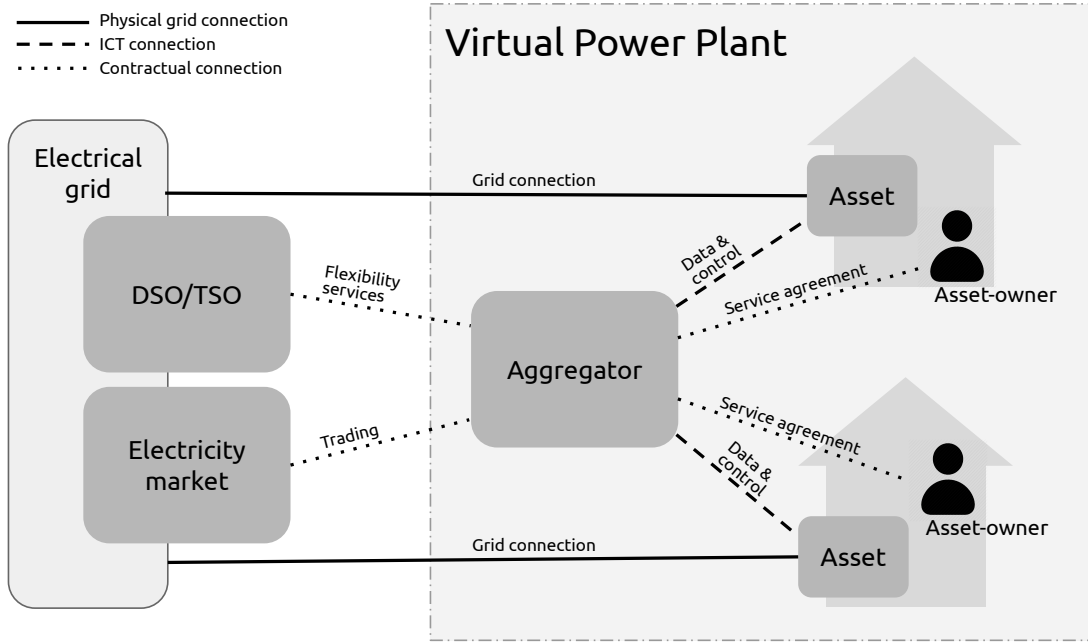 Physical grid connection
ICT connection
Contractual connection
Virtual Power Plant
Electrical
grid
Grid connection
Asset
Data &
control
Flexibility
services
Service agreement
DSO/TSO
Asset-owner
Aggregator
Service agreement
Trading
Electricity
market
Data &
control
Asset-owner
Grid connection
Asset